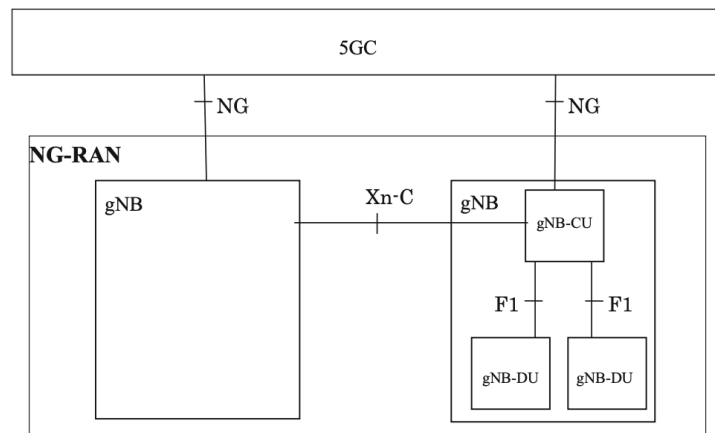 5GC
NG
NG
NG-RAN
gNB
Xn-C
gNB
gNB-CU
F1
F1
gNB-DU
gNB-DU